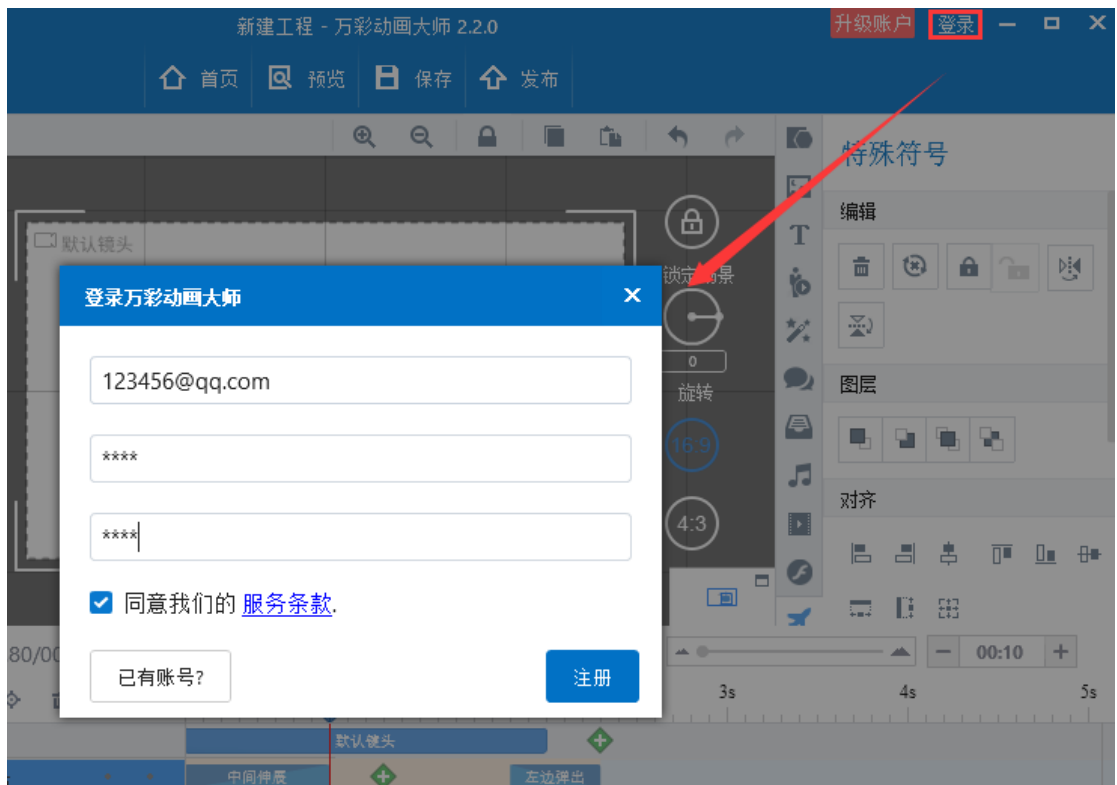 新建工程 - 万彩动画大师 2.2.0
升级账户 登录
首页 预览 保存 发布
特殊符号
编辑
默认镜头
锁定场景
0
旋转
16:9
4:3
图层
对齐
登录万彩动画大师
123456@qq.com
****
****
同意我们的 服务条款.
已有账号?
注册
00:10
3s 4s 5s
默认镜头
中间伸展 左边弹出